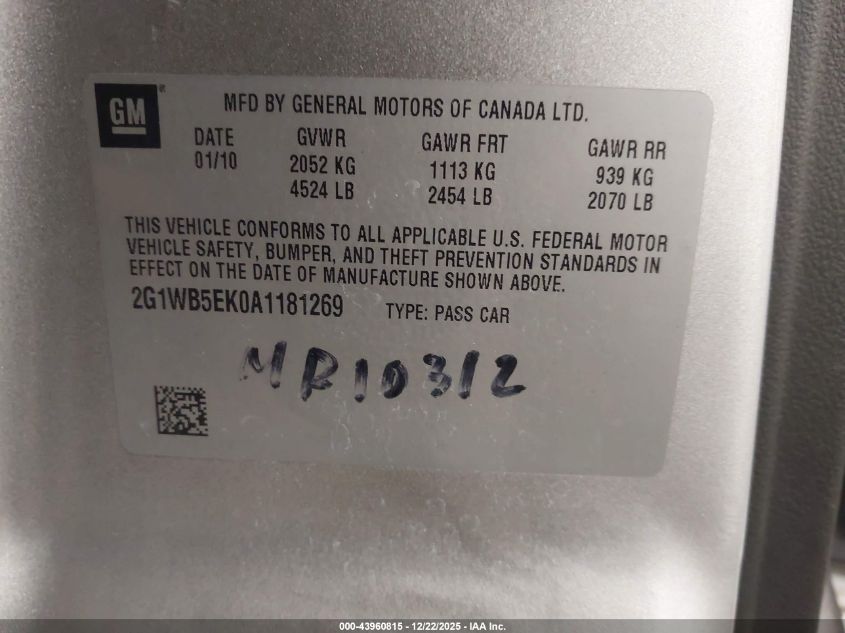 GM ®
MFD BY GENERAL MOTORS OF CANADA LTD.
DATE GVWR GAWR FRT GAWR RR
01/10 2052 KG 1113 KG 939 KG
4524 LB 2454 LB 2070 LB
THIS VEHICLE CONFORMS TO ALL APPLICABLE U.S. FEDERAL MOTOR
VEHICLE SAFETY, BUMPER, AND THEFT PREVENTION STANDARDS IN
EFFECT ON THE DATE OF MANUFACTURE SHOWN ABOVE.
2G1WB5EK0A1181269 TYPE: PASS CAR
MR10312
000-43960815 - 12/22/2025 - IAA Inc.